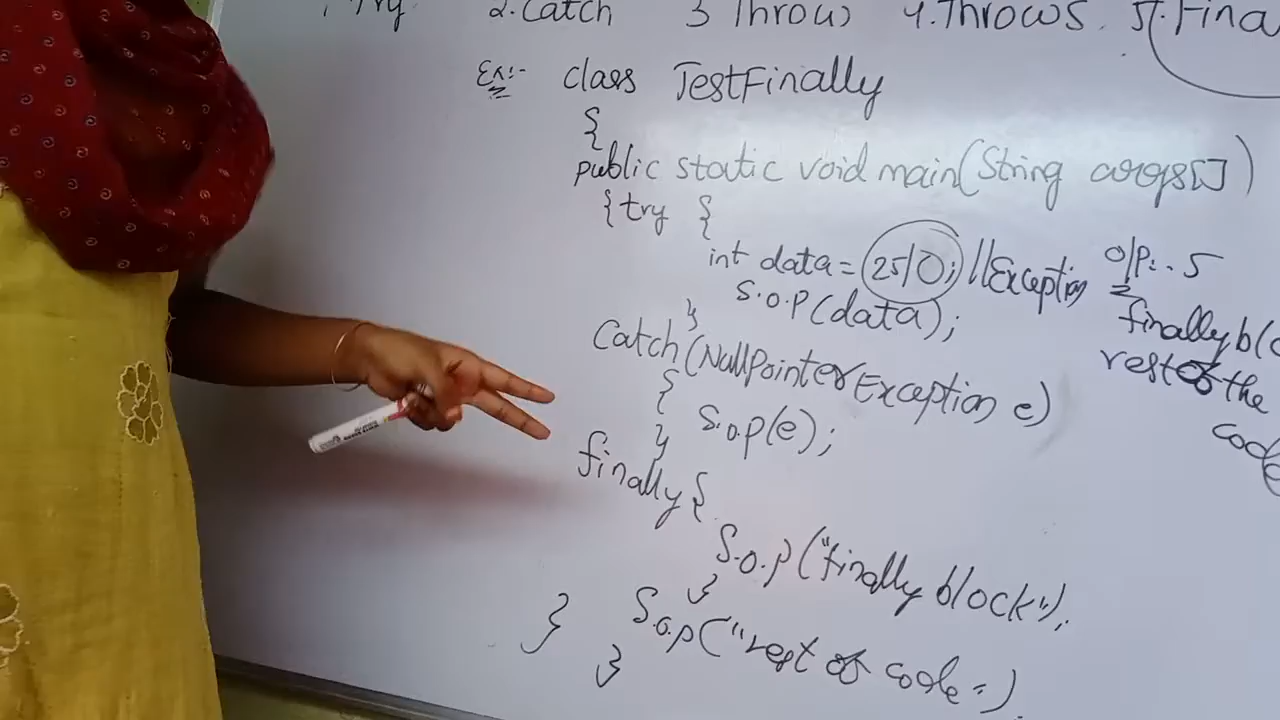 1. Try 2. Catch 3 Throw 4. Throws. 5. Fina
Ex:- class TestFinally
{
public static void main(String args[])
{ try {
int data = 25/0; //Exception
S.O.P(data);
}
Catch(NullPointerException e)
{
S.O.P(e);
}
finally {
S.O.P("finally block");
}
S.O.P("rest of code=)
}
}
O/P:. 5
finally blo
rest of the
code